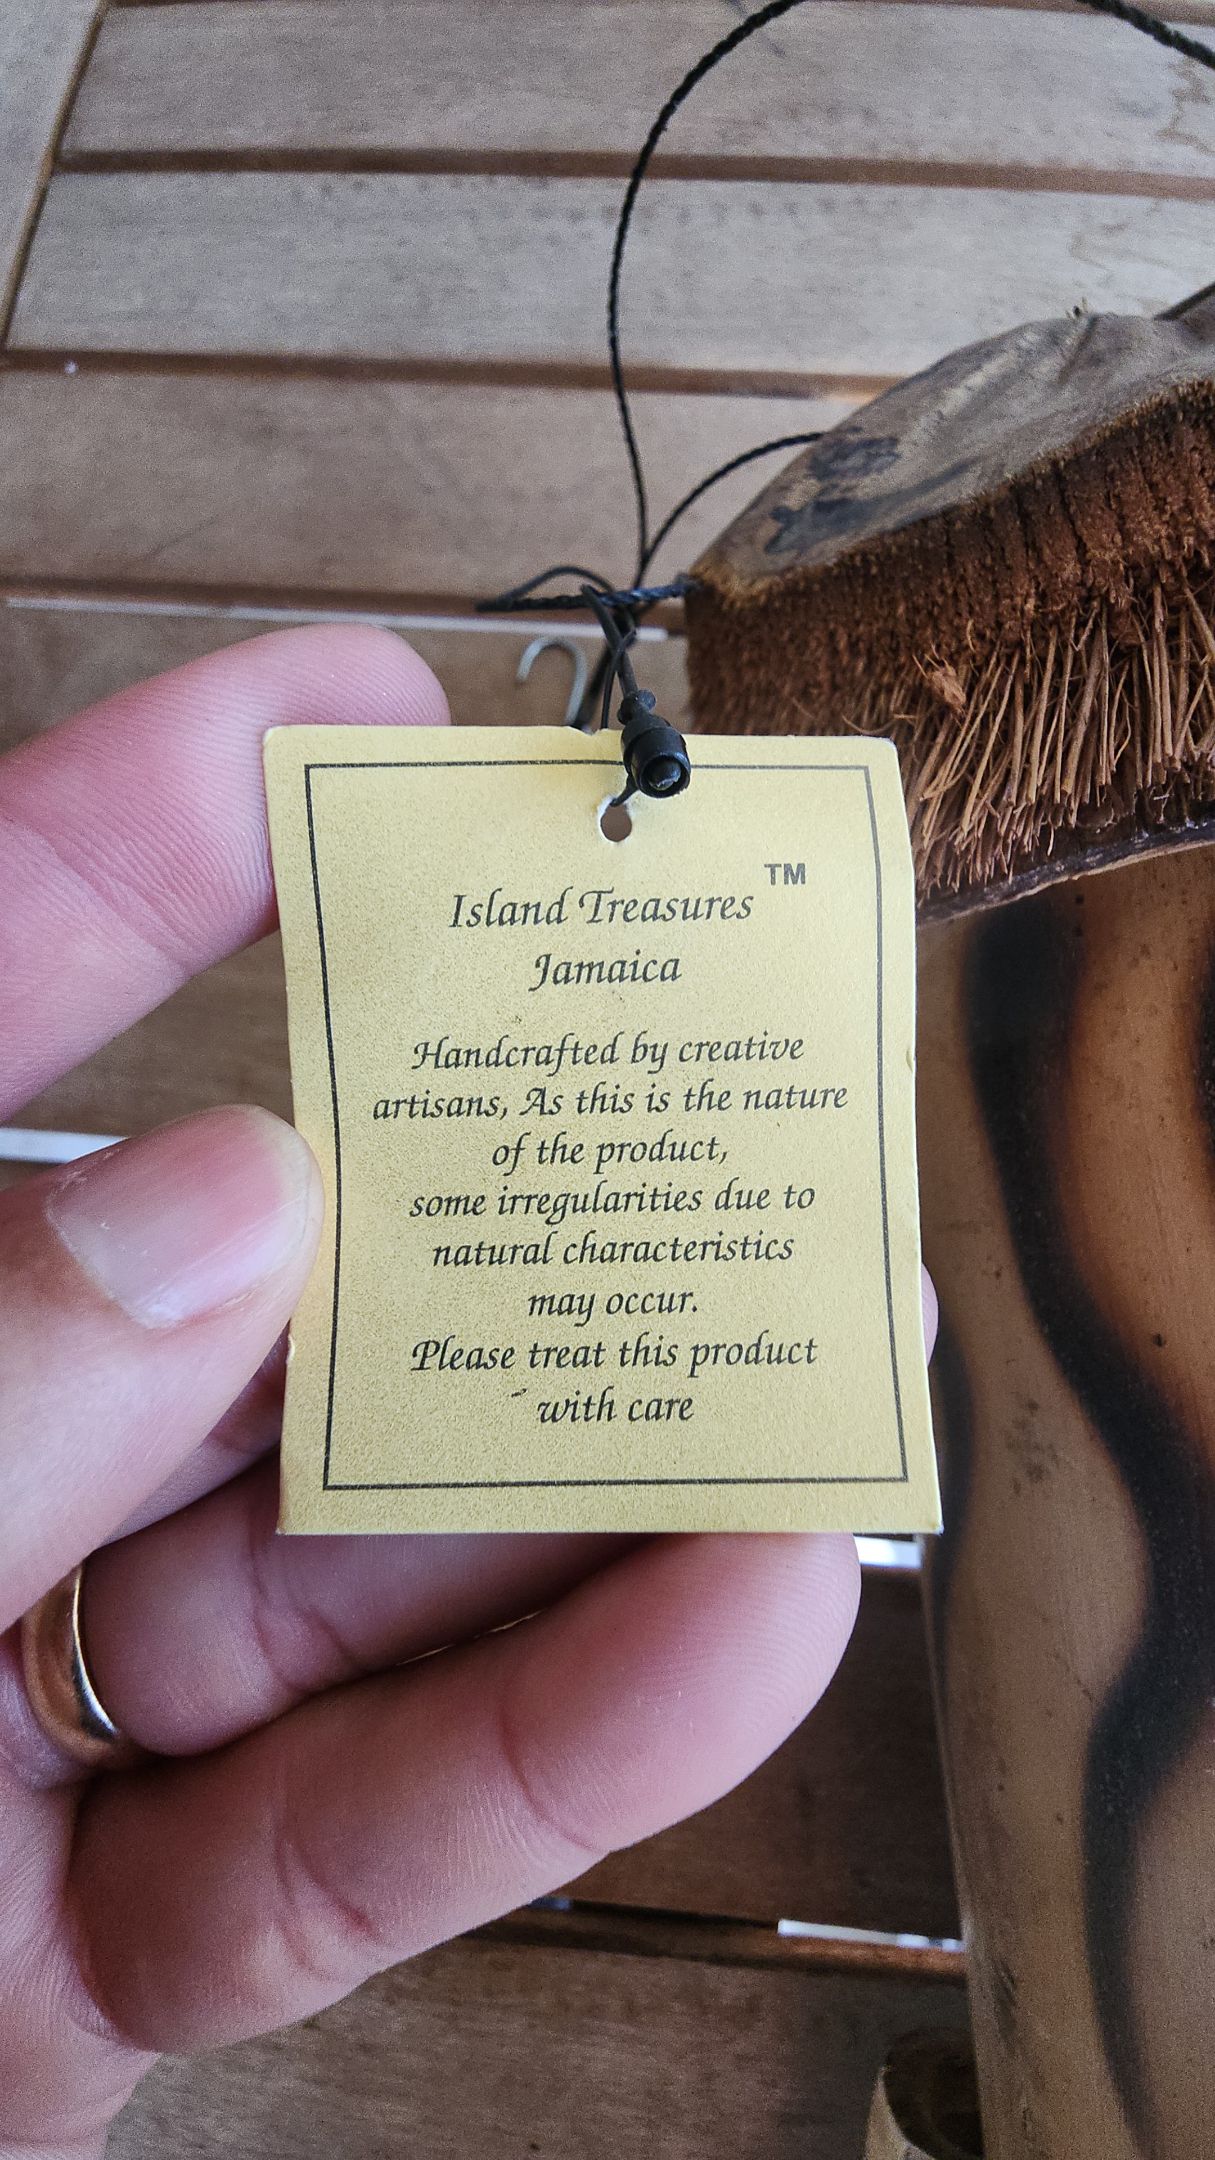 Island Treasures™
Jamaica
Handcrafted by creative
artisans, As this is the nature
of the product,
some irregularities due to
natural characteristics
may occur.
Please treat this product
with care